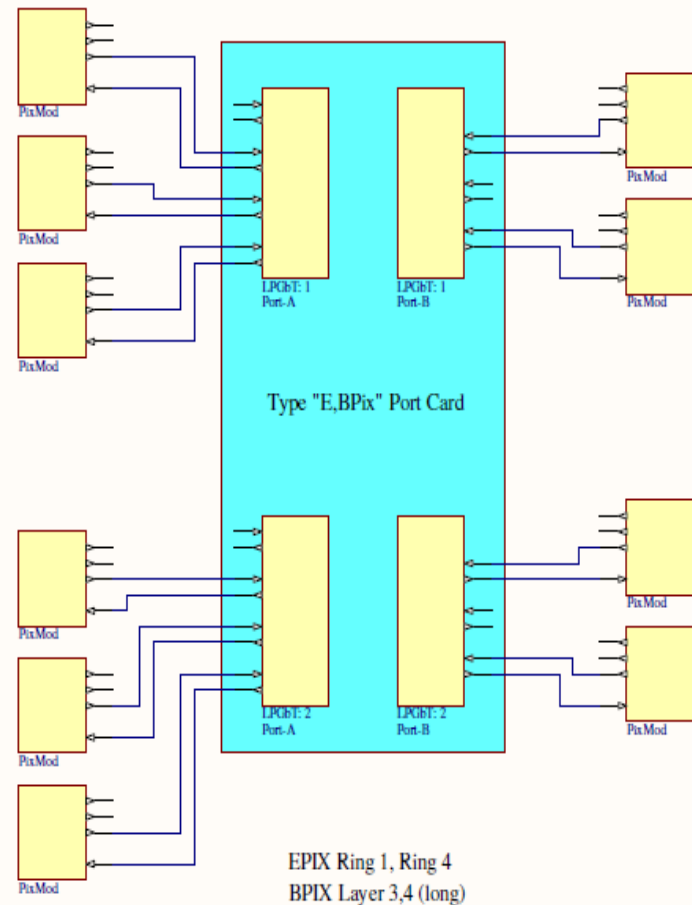 PixMod
PixMod
PixMod
PixMod
PixMod
LPGbT: 1
Port-A
LPGbT: 1
Port-B
Type "E,BPix" Port Card
PixMod
PixMod
PixMod
PixMod
PixMod
LPGbT: 2
Port-A
LPGbT: 2
Port-B
EPIX Ring 1, Ring 4
BPIX Layer 3,4 (long)